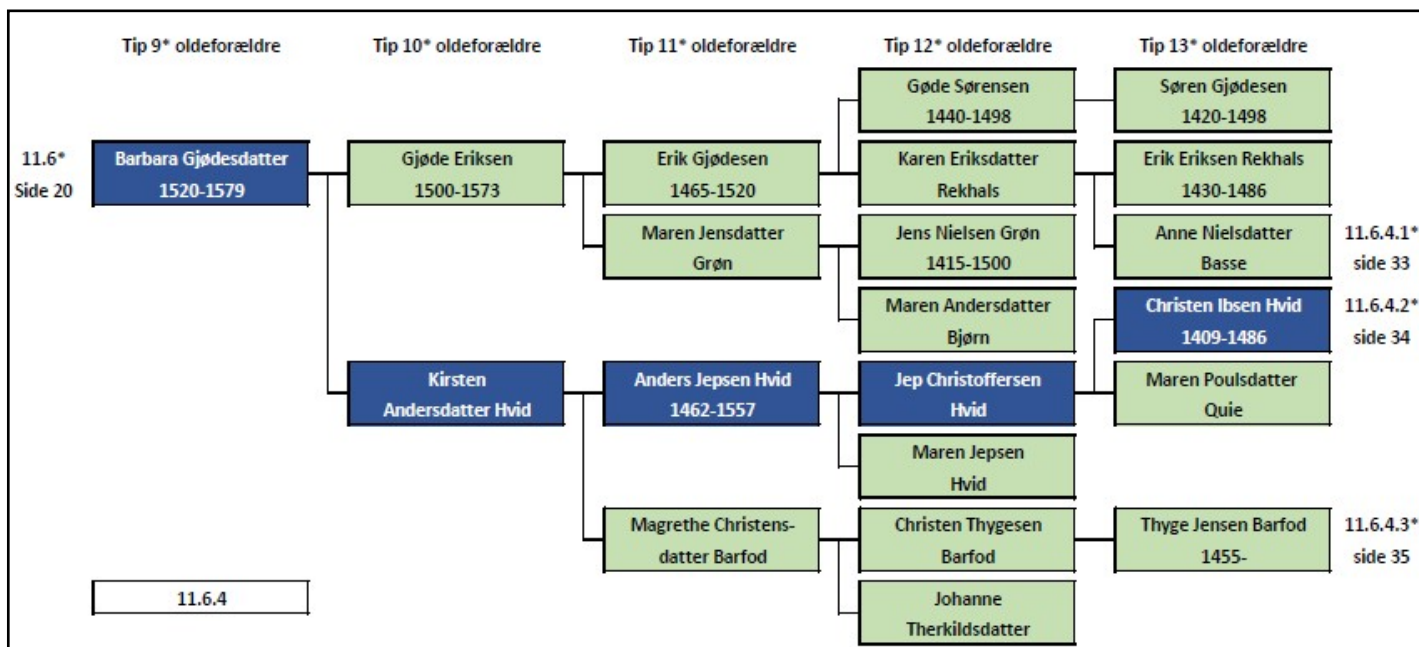 Tip 9* oldeforældre
Tip 10* oldeforældre
Tip 11* oldeforældre
Tip 12* oldeforældre
Tip 13* oldeforældre
11.6*
Side 20
Barbara Gjødesdatter
1520-1579
Gjøde Eriksen
1500-1573
Kirsten
Andersdatter Hvid
Erik Gjødesen
1465-1520
Maren Jensdatter
Grøn
Anders Jepsen Hvid
1462-1557
Magrethe Christens-
datter Barfod
Gøde Sørensen
1440-1498
Karen Eriksdatter
Rekhals
Jens Nielsen Grøn
1415-1500
Maren Andersdatter
Bjørn
Jep Christoffersen
Hvid
Maren Jepsen
Hvid
Christen Thygesen
Barfod
Johanne
Therkildsdatter
Søren Gjødesen
1420-1498
Erik Eriksen Rekhals
1430-1486
Anne Nielsdatter
Basse
Christen Ibsen Hvid
1409-1486
Maren Poulsdatter
Quie
Thyge Jensen Barfod
1455-
11.6.4.1*
side 33
11.6.4.2*
side 34
11.6.4.3*
side 35
11.6.4